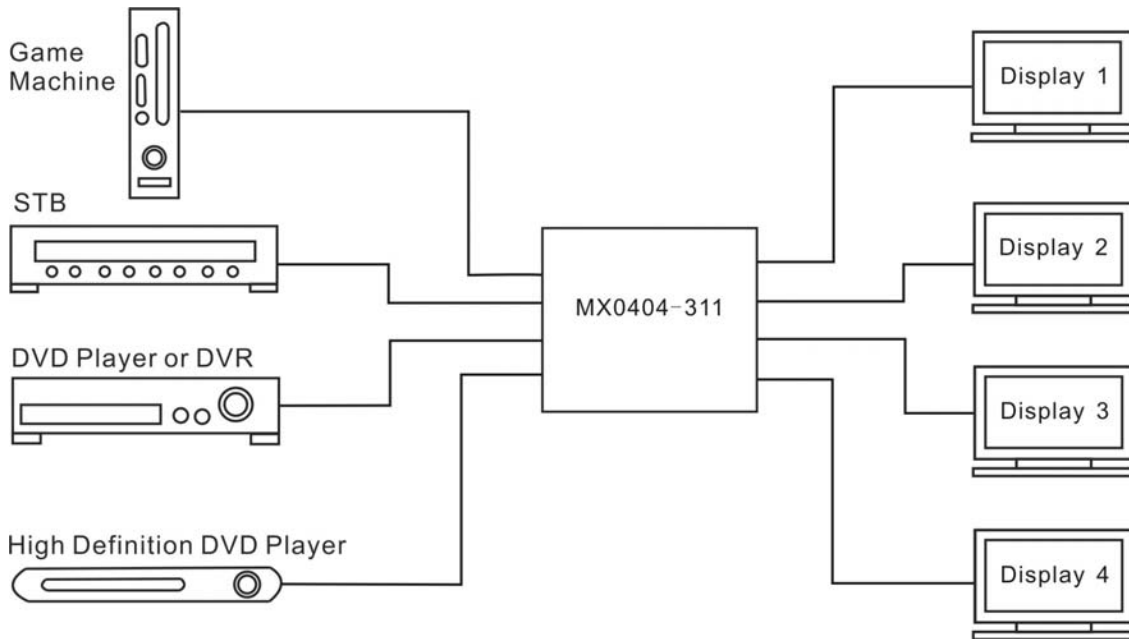 Game
Machine
STB
DVD Player or DVR
High Definition DVD Player
MX0404-311
Display 1
Display 2
Display 3
Display 4